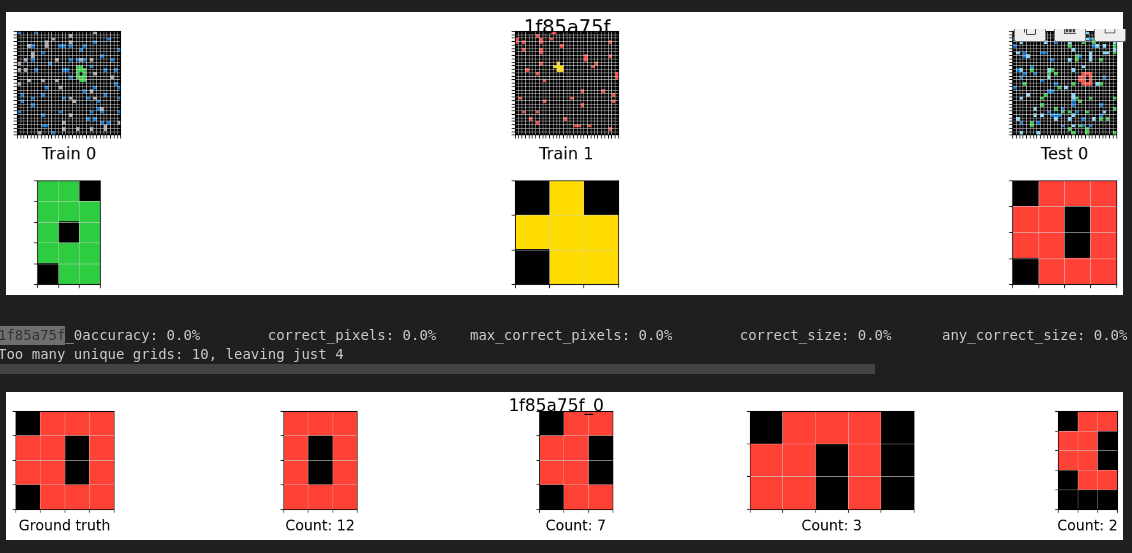 1f85a75f
Train 0
Train 1
Test 0
1f85a75f_0accuracy: 0.0% correct_pixels: 0.0% max_correct_pixels: 0.0% correct_size: 0.0% any_correct_size: 0.0%
Too many unique grids: 10, leaving just 4
1f85a75f_0
Ground truth
Count: 12
Count: 7
Count: 3
Count: 2